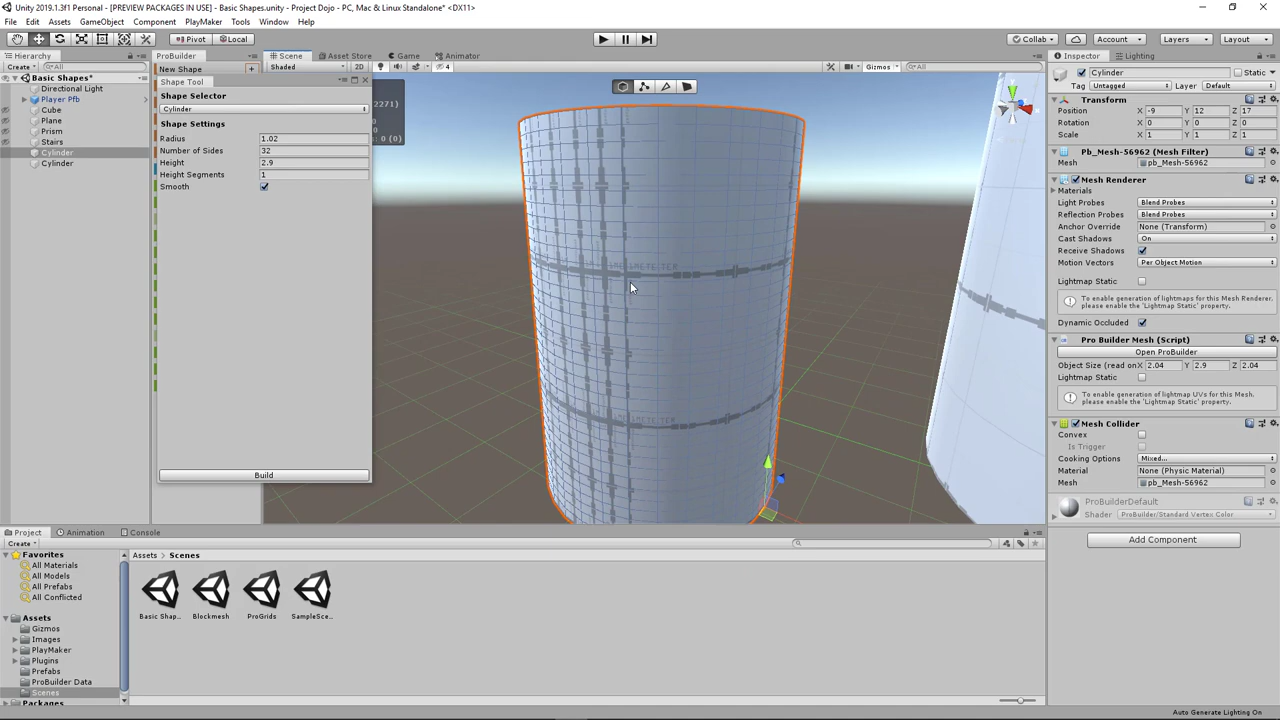 Unity 2019.1.3f1 Personal - [PREVIEW PACKAGES IN USE] - Basic Shapes.unity - Project Dojo - PC, Mac & Linux Standalone* <DX11>
File Edit Assets GameObject Component PlayMaker Tools Window Help
Pivot Local Collab Account Layers Layout
Hierarchy ProBuilder Scene Asset Store Game Animator Inspector Lighting
Create All New Shape + Shaded 2D 4 Gizmos All
Basic Shapes*
Directional Light
Player Pfb
Cube
Plane
Prism
Stairs
Cylinder
Cylinder
Shape Tool
Shape Selector
Cylinder
Shape Settings
Radius 1.02
Number of Sides 32
Height 2.9
Height Segments 1
Smooth
Build
2271)
: 0 (0)
Cylinder Static
Tag Untagged Layer Default
Transform
Position X -9 Y 12 Z 17
Rotation X 0 Y 0 Z 0
Scale X 1 Y 1 Z 1
Pb_Mesh-56962 (Mesh Filter)
Mesh pb_Mesh-56962
Mesh Renderer
Materials
Light Probes Blend Probes
Reflection Probes Blend Probes
Anchor Override None (Transform)
Cast Shadows On
Receive Shadows
Motion Vectors Per Object Motion
Lightmap Static
To enable generation of lightmaps for this Mesh Renderer, please enable the 'Lightmap Static' property.
Dynamic Occluded
Pro Builder Mesh (Script)
Open ProBuilder
Object Size (read on X 2.04 Y 2.9 Z 2.04
Lightmap Static
To enable generation of lightmap UVs for this Mesh, please enable the 'Lightmap Static' property.
Mesh Collider
Convex
Is Trigger
Cooking Options Mixed...
Material None (Physic Material)
Mesh pb_Mesh-56962
ProBuilderDefault
Shader ProBuilder/Standard Vertex Color
Add Component
Project Animation Console
Create
Favorites
All Materials
All Models
All Prefabs
All Conflicted
Assets
Gizmos
Images
PlayMaker
Plugins
Prefabs
ProBuilder Data
Scenes
Packages
Assets Scenes
Basic Shap... Blockmesh ProGrids SampleSce...
Auto Generate Lighting On